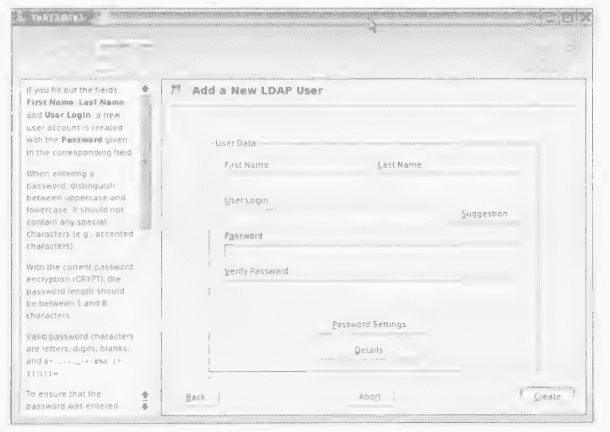 If you fill out the fields
First Name, Last Name,
and User Login, a new
user account is created
with the Password given
in the corresponding field.
When entering a
password, distinguish
between uppercase and
lowercase. It should not
contain any special
characters (e.g., accented
characters).
With the current password
encryption (CRYPT), the
password length should
be between 5 and 8
characters.
Valid password characters
are letters, digits, blanks,
and
To ensure that the
password was entered
Add a New LDAP User
User Data
First Name
Last Name
User Login
Suggestion
Password
Verify Password
Password Settings
Details
Back
Abort
Create